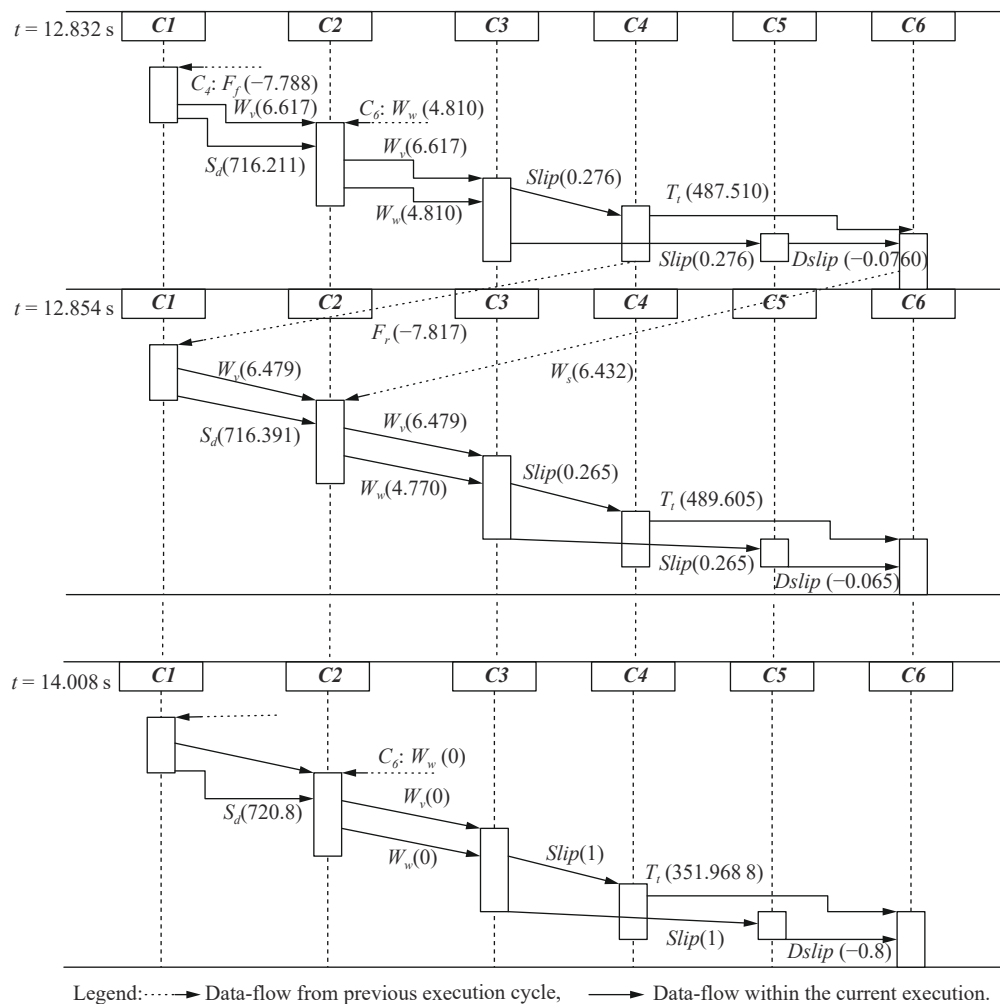 t = 12.832 s C1 C2 C3 C4 C5 C6
C4: Ff(−7.788)
Wv(6.617)
C6: Ww(4.810)
Sd(716.211)
Wv(6.617)
Slip(0.276)
Tt(487.510)
Ww(4.810)
Slip(0.276)
Dslip (−0.0760)
t = 12.854 s C1 C2 C3 C4 C5 C6
Fr(−7.817)
Wv(6.479)
Ws(6.432)
Sd(716.391)
Wv(6.479)
Slip(0.265)
Ww(4.770)
Tt(489.605)
Slip(0.265)
Dslip (−0.065)
t = 14.008 s C1 C2 C3 C4 C5 C6
C6: Ww(0)
Sd(720.8)
Wv(0)
Ww(0)
Slip(1)
Tt(351.968 8)
Slip(1)
Dslip (−0.8)
Legend: Data-flow from previous execution cycle, Data-flow within the current execution.